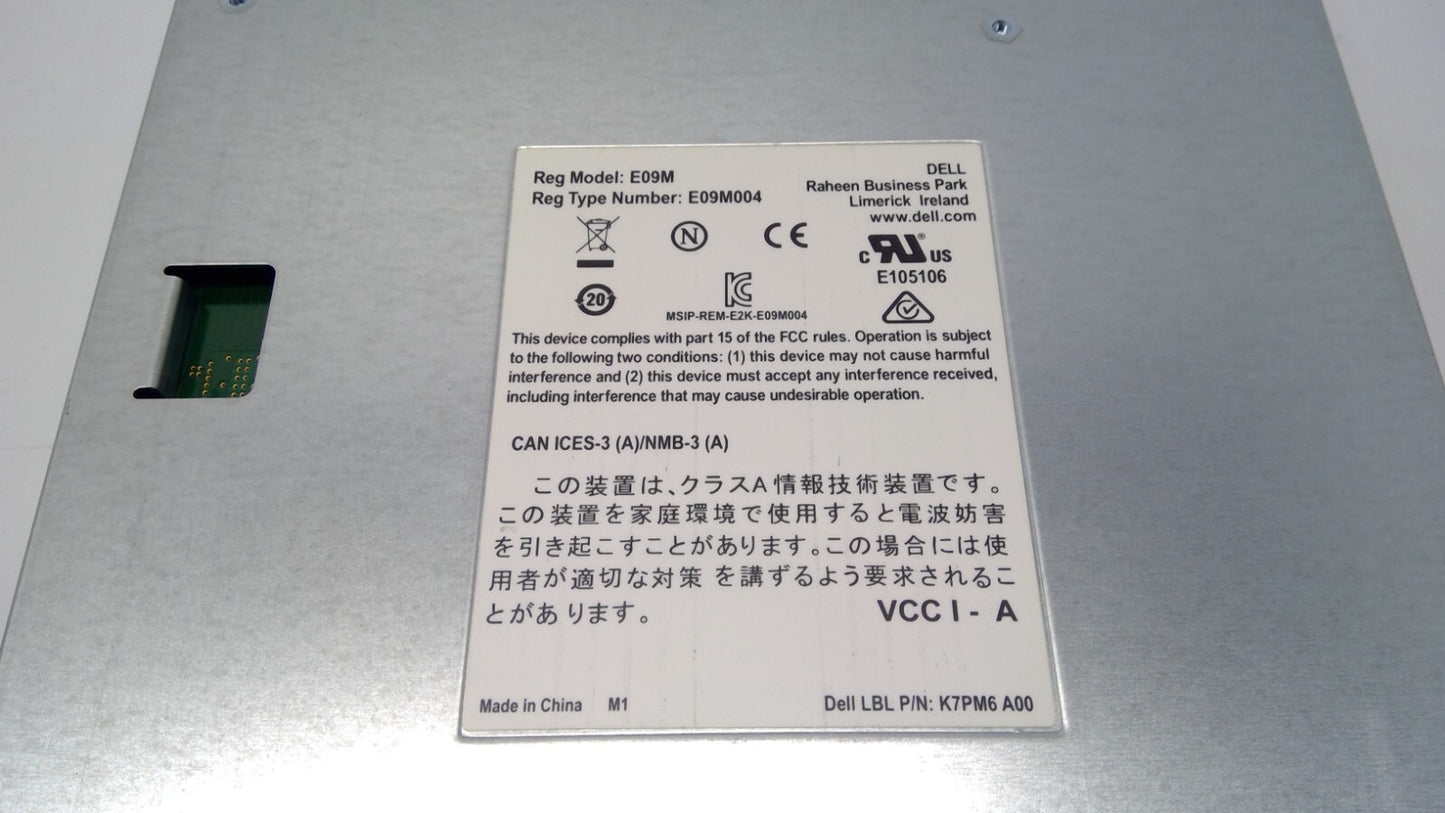 Reg Model: E09M
Reg Type Number: E09M004
DELL
Raheen Business Park
Limerick Ireland
www.dell.com
N
CE
c RU® US
E105106
20
KC
MSIP-REM-E2K-E09M004
This device complies with part 15 of the FCC rules. Operation is subject
to the following two conditions: (1) this device may not cause harmful
interference and (2) this device must accept any interference received,
including interference that may cause undesirable operation.
CAN ICES-3 (A)/NMB-3 (A)
この装置は、クラスA情報技術装置です。
この装置を家庭環境で使用すると電波妨害
を引き起こすことがあります。この場合には使
用者が適切な対策を講ずるよう要求されるこ
とがあります。 VCCI-A
Made in China M1 Dell LBL P/N: K7PM6 A00